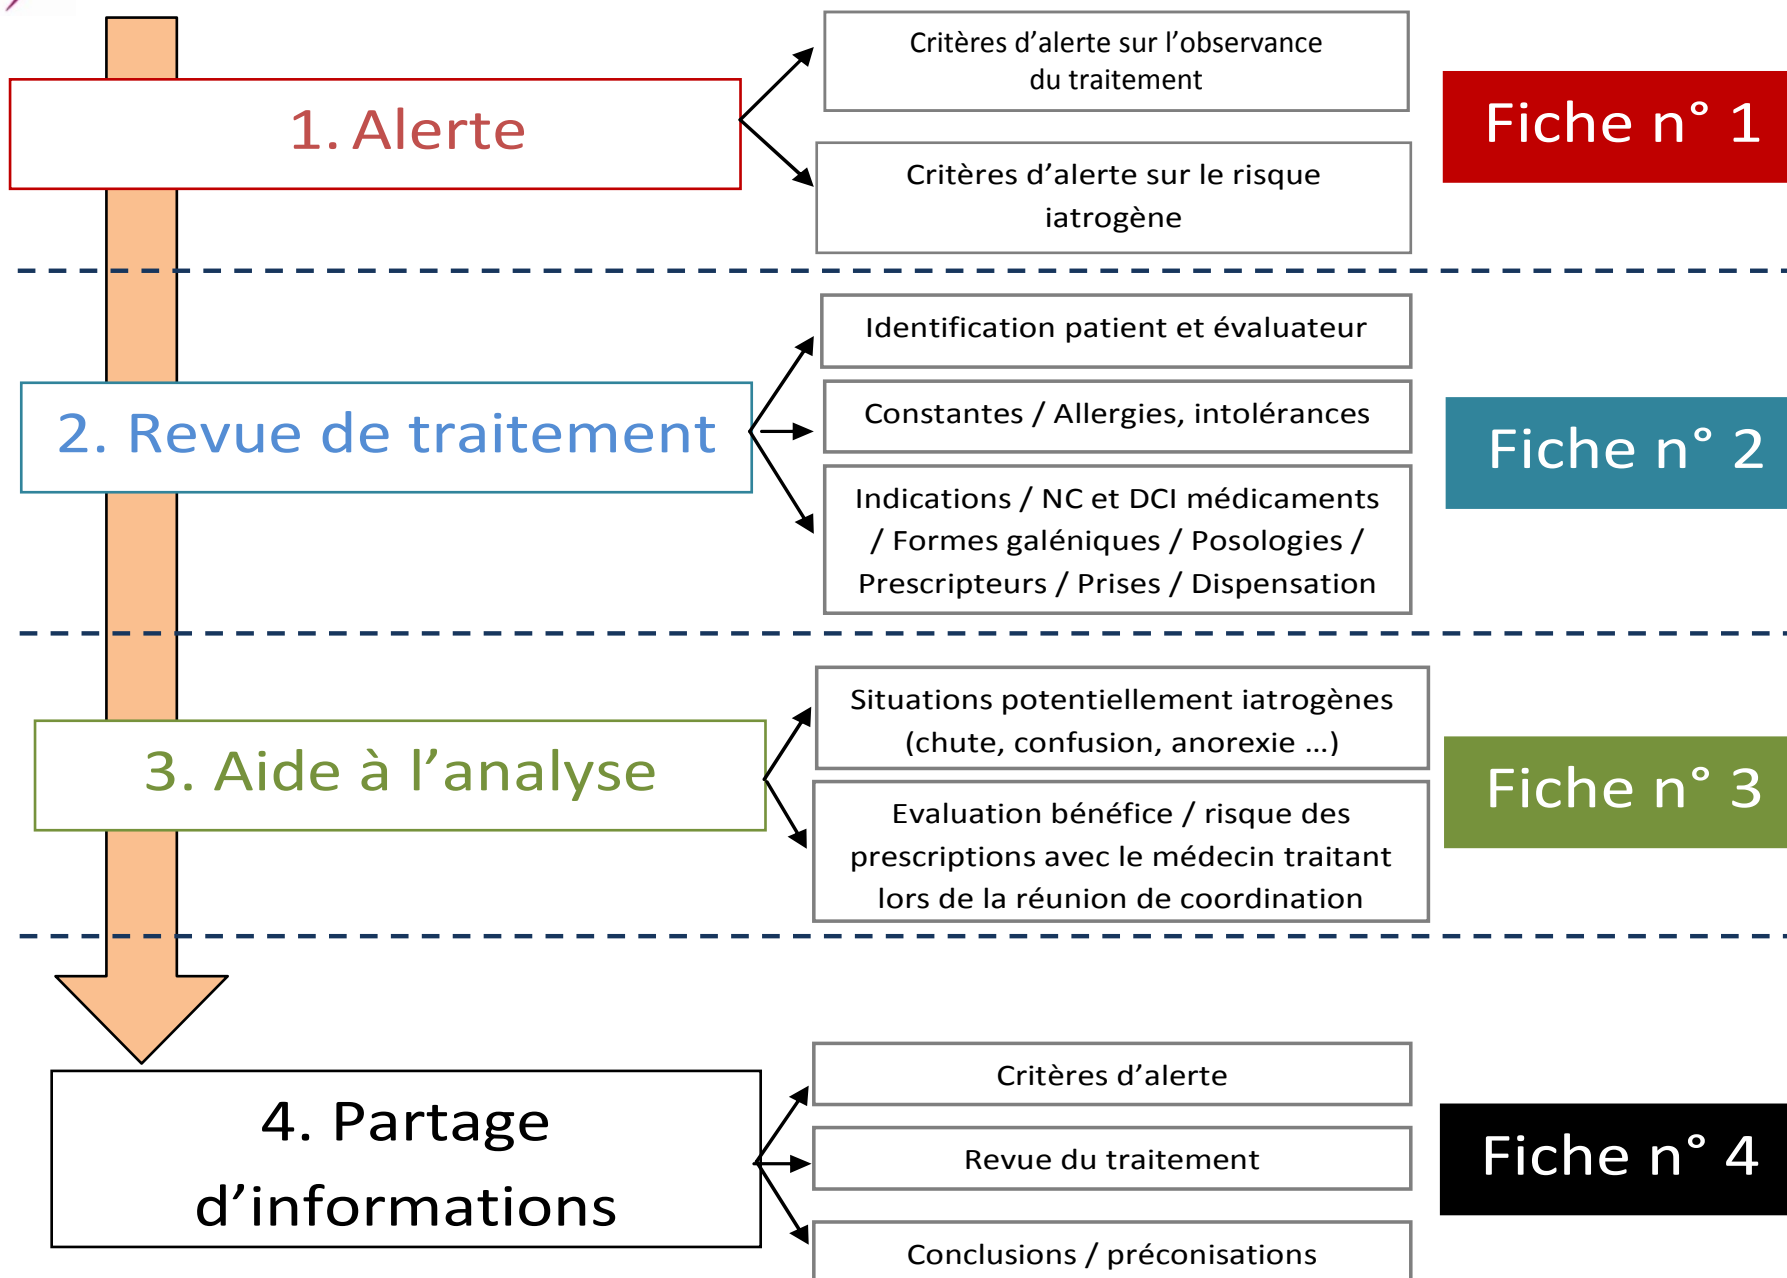 1. Alerte
Critères d’alerte sur l’observance
du traitement
Critères d’alerte sur le risque
iatrogène
Fiche n° 1
2. Revue de traitement
Identification patient et évaluateur
Constantes / Allergies, intolérances
Indications / NC et DCI médicaments
/ Formes galéniques / Posologies /
Prescripteurs / Prises / Dispensation
Fiche n° 2
3. Aide à l’analyse
Situations potentiellement iatrogènes
(chute, confusion, anorexie ...)
Evaluation bénéfice / risque des
prescriptions avec le médecin traitant
lors de la réunion de coordination
Fiche n° 3
4. Partage
d’informations
Critères d’alerte
Revue du traitement
Conclusions / préconisations
Fiche n° 4